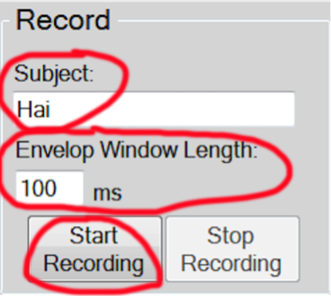 Record
Subject:
Hai
Envelop Window Length:
100 ms
Start Stop
Recording Recording